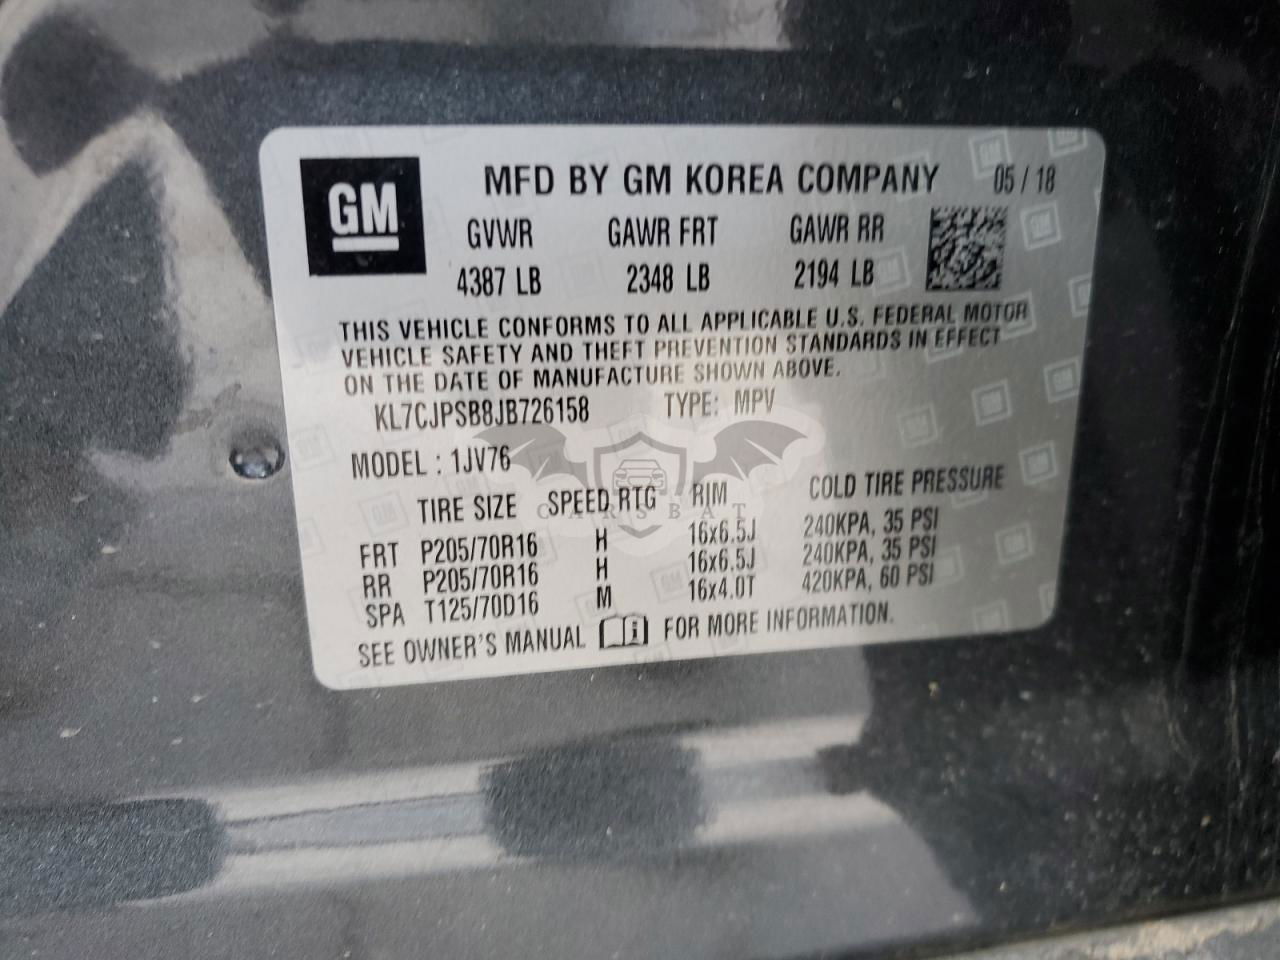 GM
MFD BY GM KOREA COMPANY 05 / 18
GVWR GAWR FRT GAWR RR
4387 LB 2348 LB 2194 LB
THIS VEHICLE CONFORMS TO ALL APPLICABLE U.S. FEDERAL MOTOR
VEHICLE SAFETY AND THEFT PREVENTION STANDARDS IN EFFECT
ON THE DATE OF MANUFACTURE SHOWN ABOVE.
KL7CJPSB8JB726158 TYPE: MPV
MODEL : 1JV76
TIRE SIZE SPEED RTG RIM COLD TIRE PRESSURE
FRT P205/70R16 H 16x6.5J 240KPA, 35 PSI
RR P205/70R16 H 16x6.5J 240KPA, 35 PSI
SPA T125/70D16 M 16x4.0T 420KPA, 60 PSI
SEE OWNER'S MANUAL FOR MORE INFORMATION.
CARSBAT